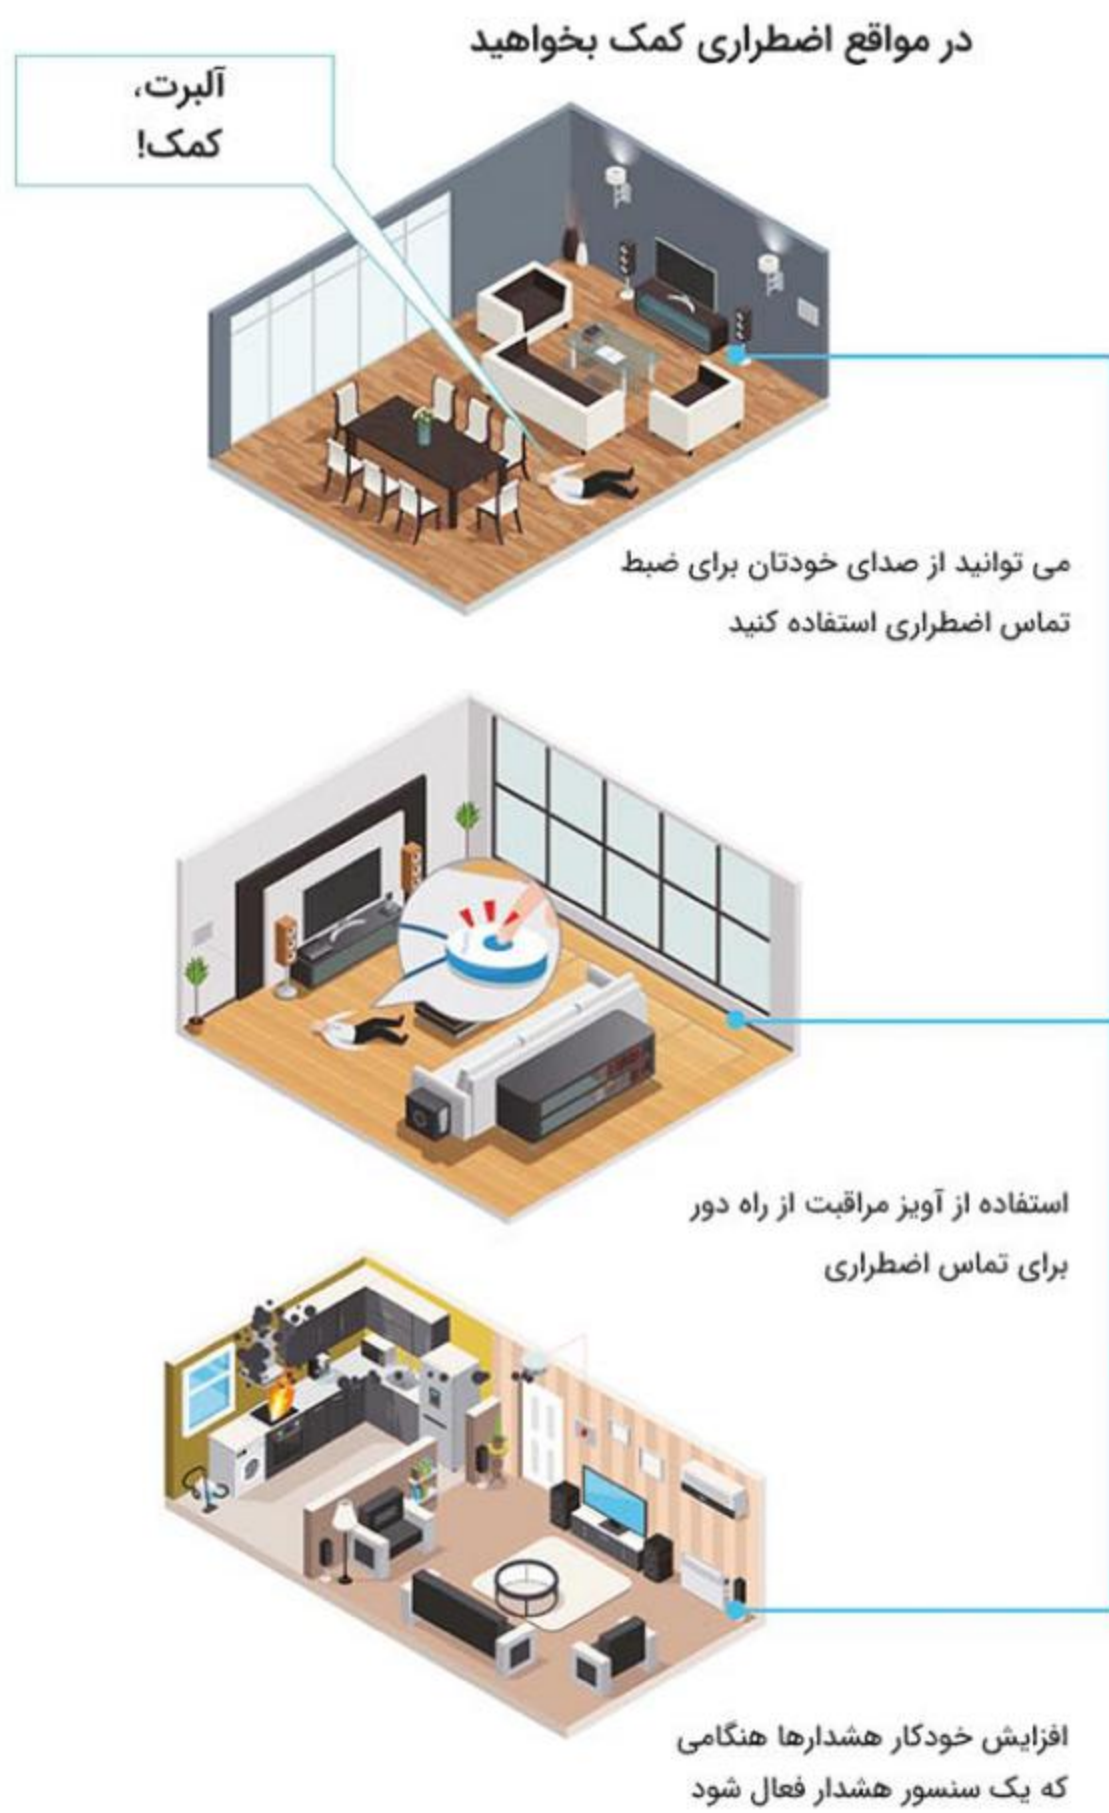 در مواقع اضطراری کمک بخواهید
آلبرت،
کمک!
می توانید از صدای خودتان برای ضبط
تماس اضطراری استفاده کنید
استفاده از آویز مراقبت از راه دور
برای تماس اضطراری
افزایش خودکار هشدارها هنگامی
که یک سنسور هشدار فعال شود